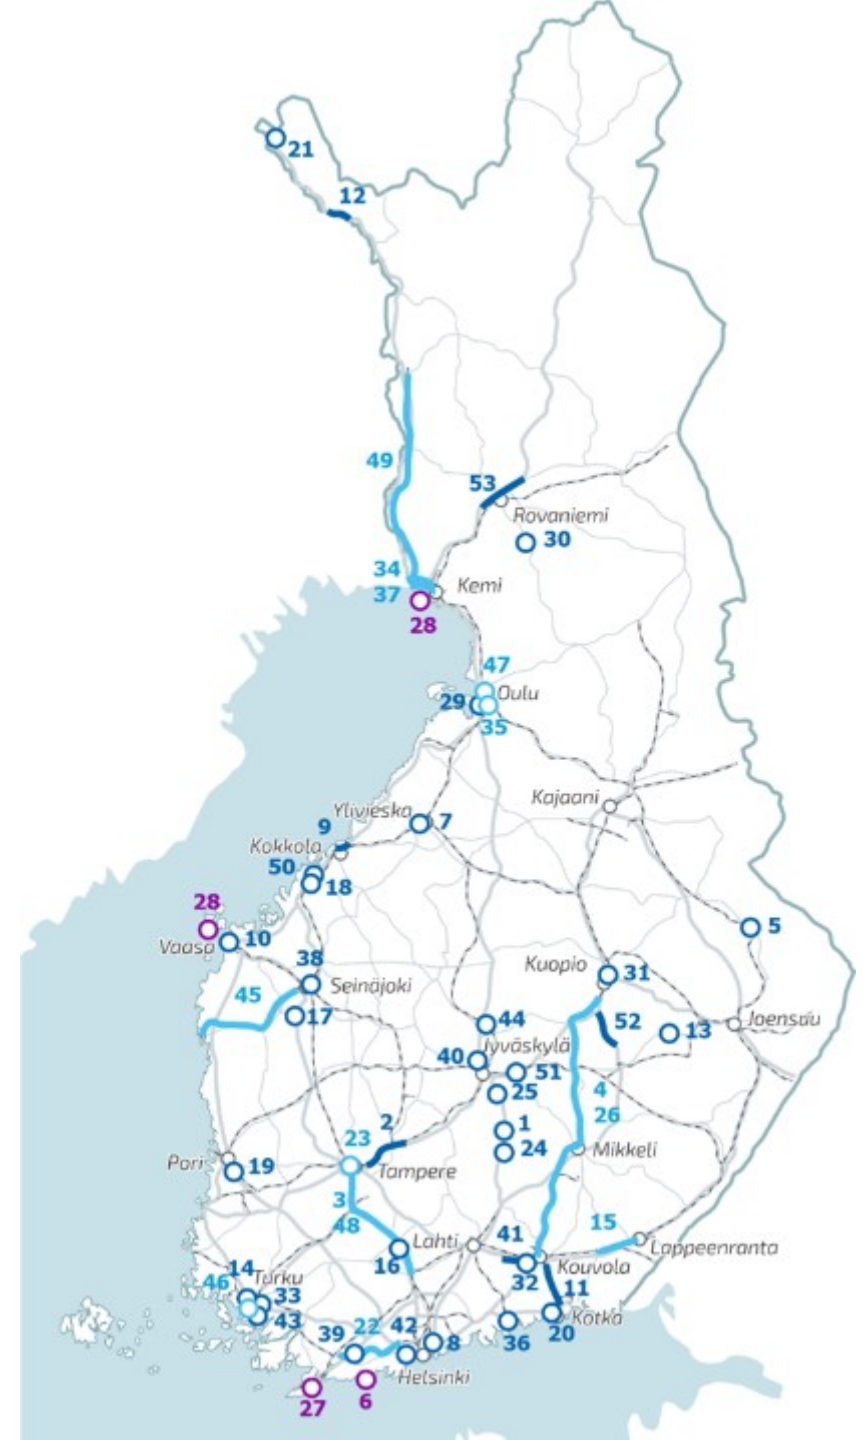 21
12
49
53
Rovaniemi
30
34
37
Kemi
28
47
Oulu
29
35
Kajaani
Ylivieska
7
9
Kokkola
50
18
28
10
Vaasa
5
38
Seinäjoki
Kuopio
31
45
17
44
52
13
Joensuu
Jyväskylä
40
51
25
4
26
2
1
23
24
Mikkeli
Pori
19
Tampere
3
48
15
41
Lahti
Lappeenranta
16
32
Kouvola
14
Turku
46
33
43
11
Kotka
20
36
39
22
42
8
Helsinki
27
6